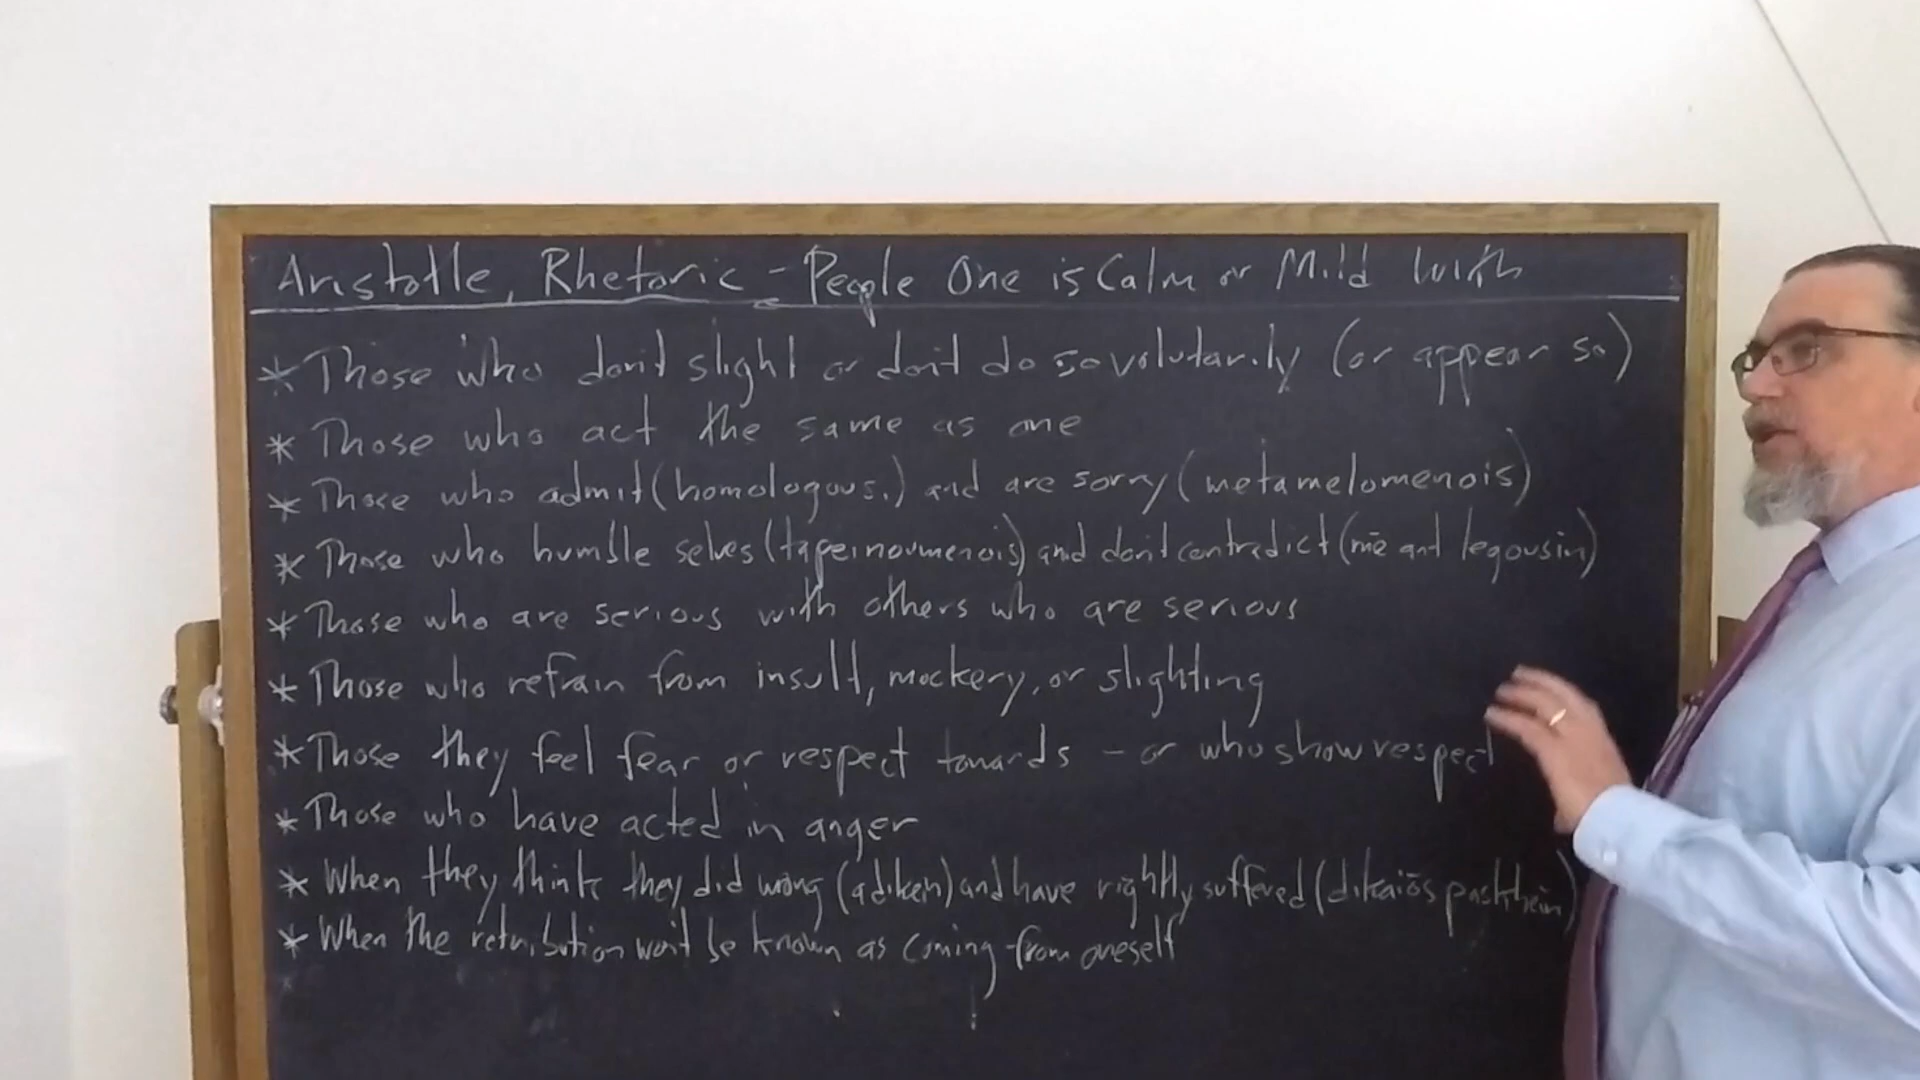 Aristotle, Rhetoric - People One is Calm or Mild with
* Those who don't slight or don't do so volutarily (or appear so)
* Those who act the same as one
* Those who admit (homologous.) and are sorry (metamelomenois)
* Those who humble selves (tapeinoumenois) and don't contradict (mē ant legousin)
* Those who are serious with others who are serious
* Those who refrain from insult, mockery, or slighting
* Those they feel fear or respect towards - or who show respect
* Those who have acted in anger
* When they think they did wrong (adikein) and have rightly suffered (dikaiōs paskhein)
* When the retribution won't be known as coming from oneself